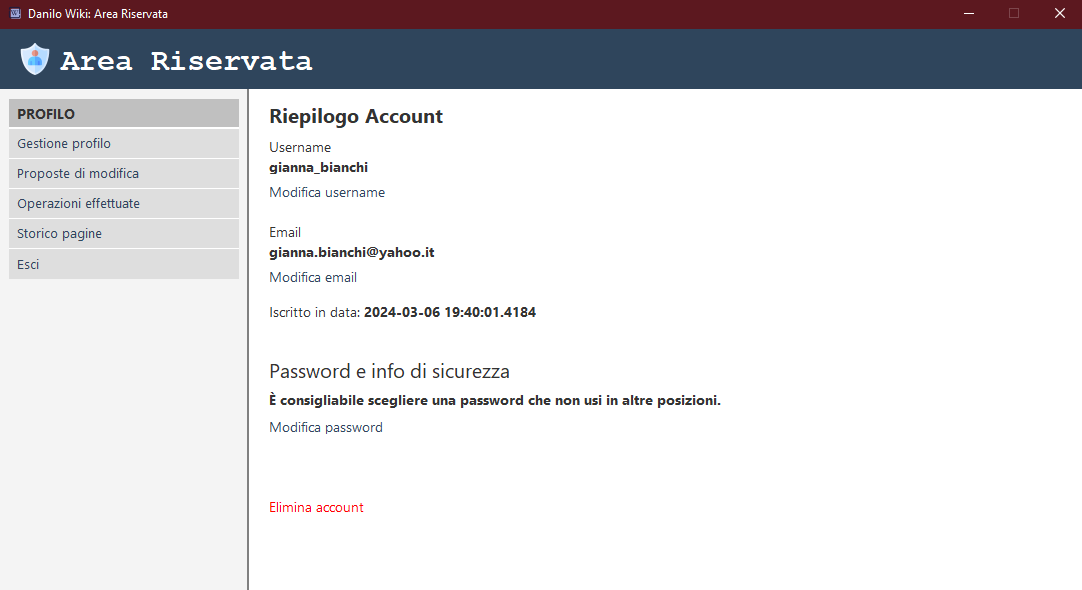 Danilo Wiki: Area Riservata
Area Riservata
PROFILO
Gestione profilo
Proposte di modifica
Operazioni effettuate
Storico pagine
Esci
Riepilogo Account
Username
gianna_bianchi
Modifica username
Email
gianna.bianchi@yahoo.it
Modifica email
Iscritto in data: 2024-03-06 19:40:01.4184
Password e info di sicurezza
È consigliabile scegliere una password che non usi in altre posizioni.
Modifica password
Elimina account